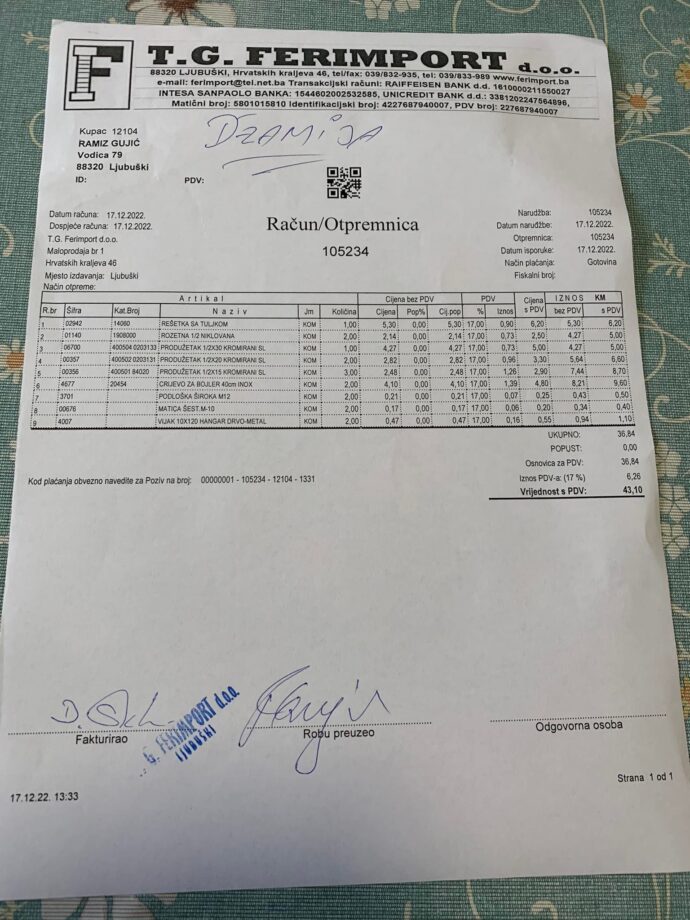 F
T.G. FERIMPORT d.o.o.
88320 LJUBUŠKI, Hrvatskih kraljeva 46, tel/fax: 039/832-935, tel: 039/833-989 www.ferimport.ba
e-mail: ferimport@tel.net.ba Transakcijski računi: RAIFFEISEN BANK d.d. 1610000211550027
INTESA SANPAOLO BANKA: 1544602002532585, UNICREDIT BANK d.d.: 3381202247564896,
Matični broj: 5801015810 Identifikacijski broj: 4227687940007, PDV broj: 227687940007
DZAMIJA
Kupac 12104
RAMIZ GUJIĆ
Vodica 79
88320 Ljubuški
ID: PDV:
Datum računa: 17.12.2022.
Dospjeće računa: 17.12.2022.
T.G. Ferimport d.o.o.
Maloprodaja br 1
Hrvatskih kraljeva 46
Mjesto izdavanja: Ljubuški
Način otpreme:
Račun/Otpremnica
105234
Narudžba: 105234
Datum narudžbe: 17.12.2022.
Otpremnica: 105234
Datum isporuke: 17.12.2022.
Način plaćanja: Gotovina
Fiskalni broj:
Artikal Cijena bez PDV PDV Cijena s PDV IZNOS KM
R.br Šifra Kat.Broj Naziv Jm Količina Cijena Pop% Cij.pop % Iznos bez PDV s PDV
1 02942 14060 REŠETKA SA TULJKOM KOM 1,00 5,30 0,00 5,30 17,00 0,90 6,20 5,30 6,20
2 01140 1908000 ROZETNA 1/2 NIKLOVANA KOM 2,00 2,14 0,00 2,14 17,00 0,73 2,50 4,27 5,00
3 06700 400504 0203133 PRODUŽETAK 1/2X30 KROMIRANI SL KOM 1,00 4,27 0,00 4,27 17,00 0,73 5,00 4,27 5,00
4 00357 400502 0203131 PRODUŽETAK 1/2X20 KROMIRANI SL KOM 2,00 2,82 0,00 2,82 17,00 0,96 3,30 5,64 6,60
5 00356 400501 84020 PRODUŽETAK 1/2X15 KROMIRANI SL KOM 3,00 2,48 0,00 2,48 17,00 1,26 2,90 7,44 8,70
6 4677 20454 CRIJEVO ZA BOJLER 40cm INOX KOM 2,00 4,10 0,00 4,10 17,00 1,39 4,80 8,21 9,60
7 3701 PODLOŠKA ŠIROKA M12 KOM 2,00 0,21 0,00 0,21 17,00 0,07 0,25 0,43 0,50
8 00676 MATICA ŠEST.M-10 KOM 2,00 0,17 0,00 0,17 17,00 0,06 0,20 0,34 0,40
9 4007 VIJAK 10X120 HANGAR DRVO-METAL KOM 2,00 0,47 0,00 0,47 17,00 0,16 0,55 0,94 1,10
UKUPNO: 36,84
POPUST: 0,00
Osnovica za PDV: 36,84
Iznos PDV-a: (17 %) 6,26
Vrijednost s PDV: 43,10
Kod plaćanja obvezno navedite za Poziv na broj: 00000001 - 105234 - 12104 - 1331
Fakturirao
T.G. FERIMPORT d.o.o.
LJUBUŠKI
Robu preuzeo
Odgovorna osoba
17.12.22. 13:33
Strana 1 od 1